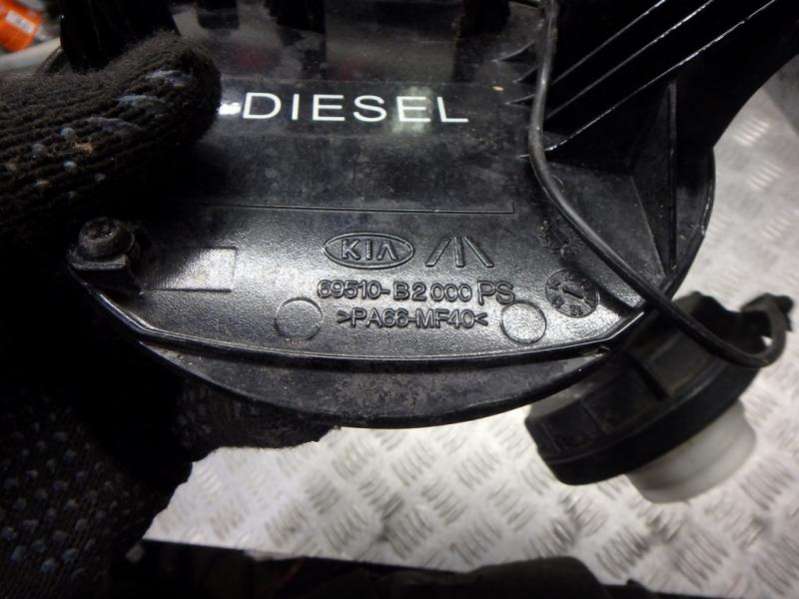 DIESEL
KIA
69510-B2000 PS
>PA66-MF40<